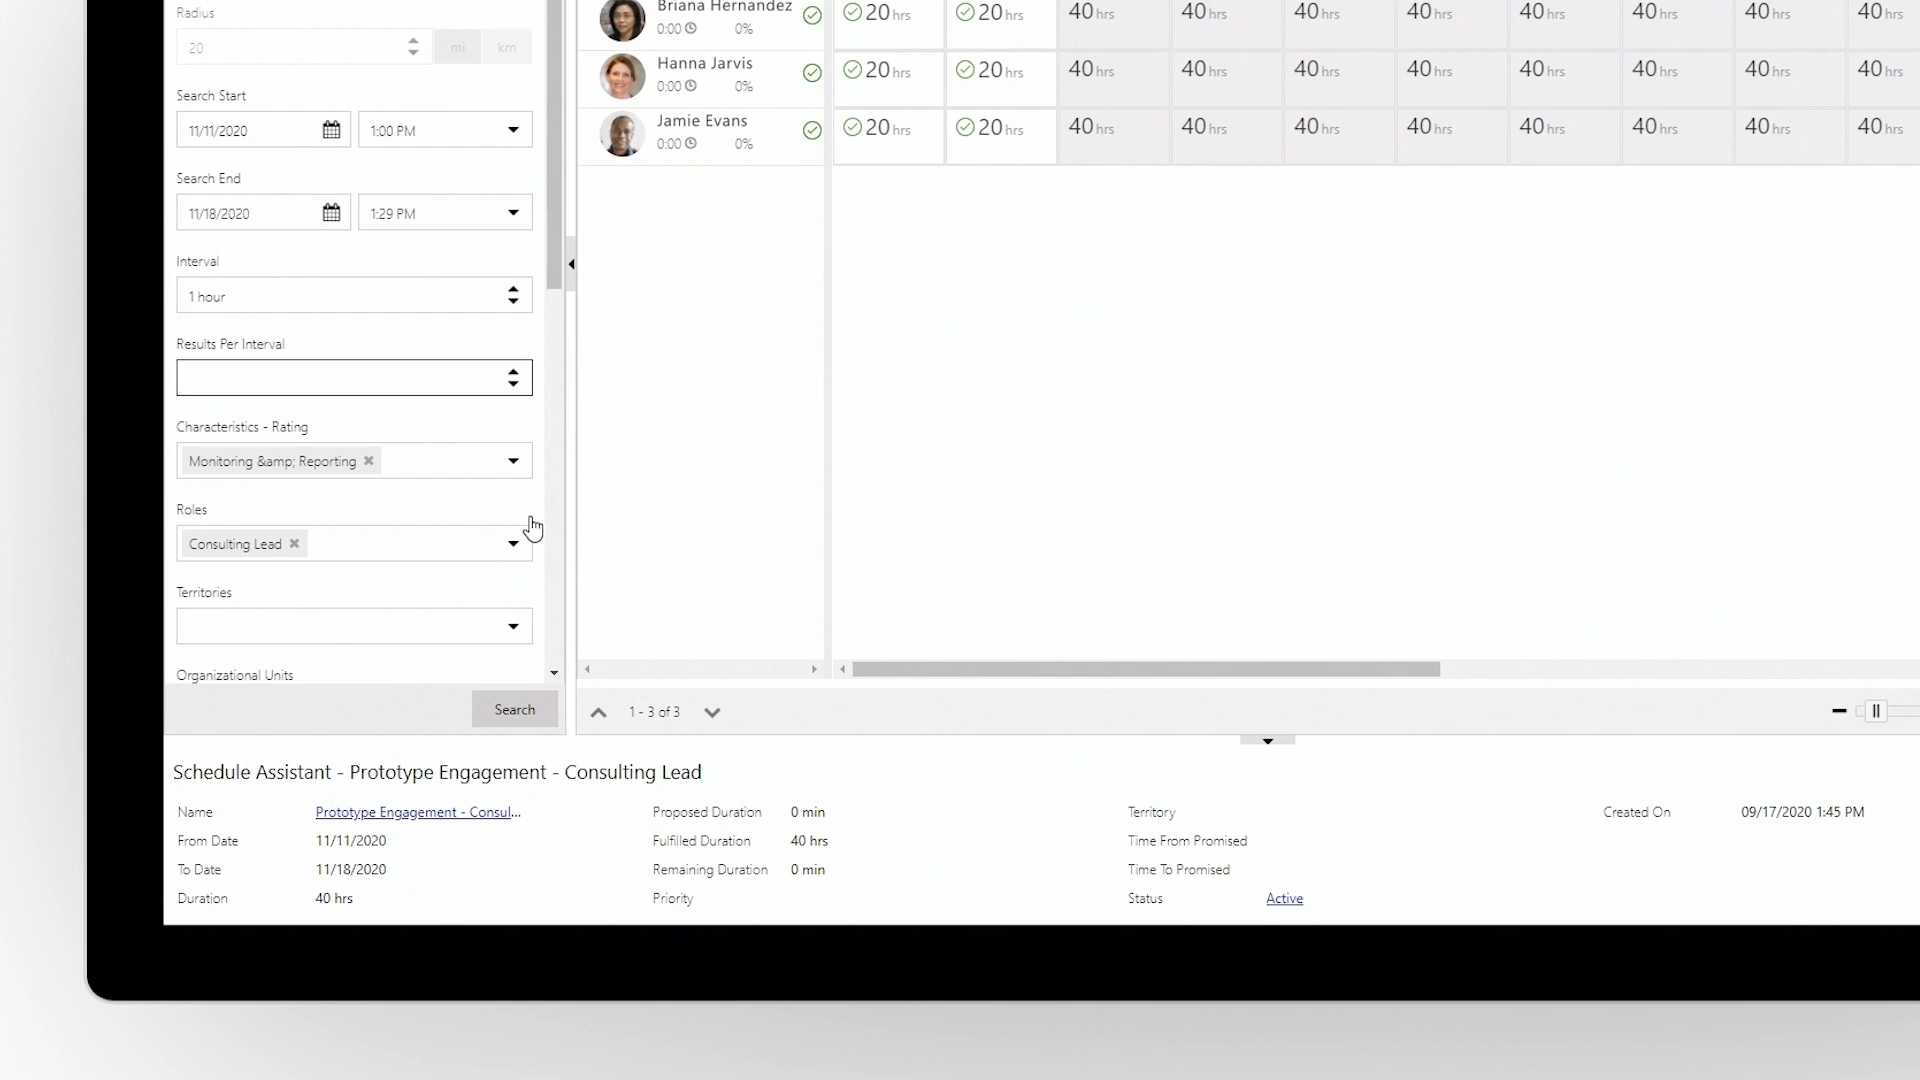 Radius
20 mi km
Search Start
11/11/2020 1:00 PM
Search End
11/18/2020 1:29 PM
Interval
1 hour
Results Per Interval
Characteristics - Rating
Monitoring &amp; Reporting
Roles
Consulting Lead
Territories
Organizational Units
Search
Briana Hernandez
0:00 0%
20 hrs 20 hrs 40 hrs 40 hrs 40 hrs 40 hrs 40 hrs 40 hrs 40 hrs 40 hrs
Hanna Jarvis
0:00 0%
20 hrs 20 hrs 40 hrs 40 hrs 40 hrs 40 hrs 40 hrs 40 hrs 40 hrs 40 hrs
Jamie Evans
0:00 0%
20 hrs 20 hrs 40 hrs 40 hrs 40 hrs 40 hrs 40 hrs 40 hrs 40 hrs 40 hrs
1 - 3 of 3
Schedule Assistant - Prototype Engagement - Consulting Lead
Name Prototype Engagement - Consul...
From Date 11/11/2020
To Date 11/18/2020
Duration 40 hrs
Proposed Duration 0 min
Fulfilled Duration 40 hrs
Remaining Duration 0 min
Priority
Territory
Time From Promised
Time To Promised
Status Active
Created On 09/17/2020 1:45 PM